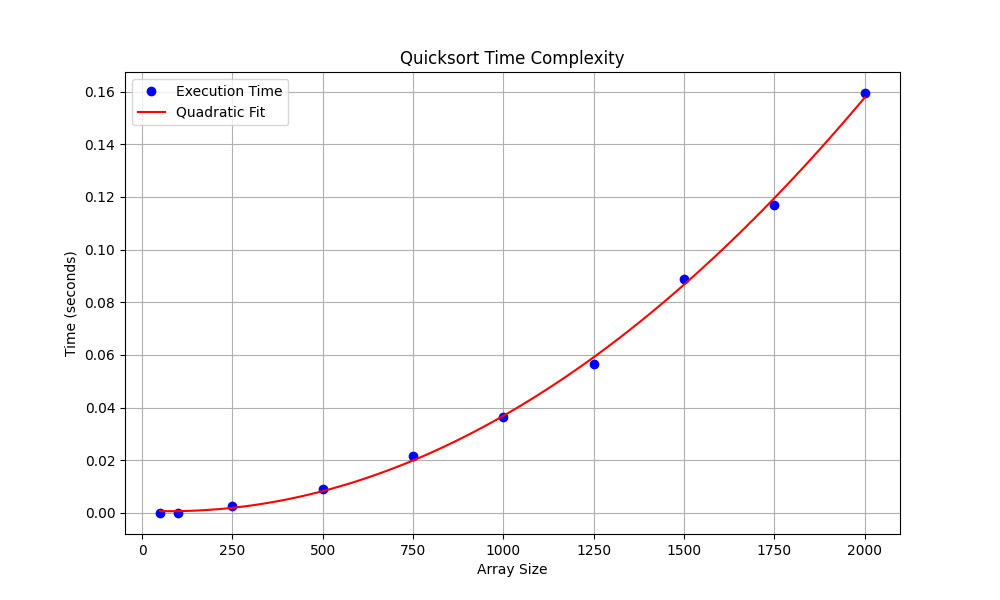 Quicksort Time Complexity
Execution Time
Quadratic Fit
0.16
0.14
0.12
0.10
0.08
0.06
0.04
0.02
0.00
Time (seconds)
0 250 500 750 1000 1250 1500 1750 2000
Array Size